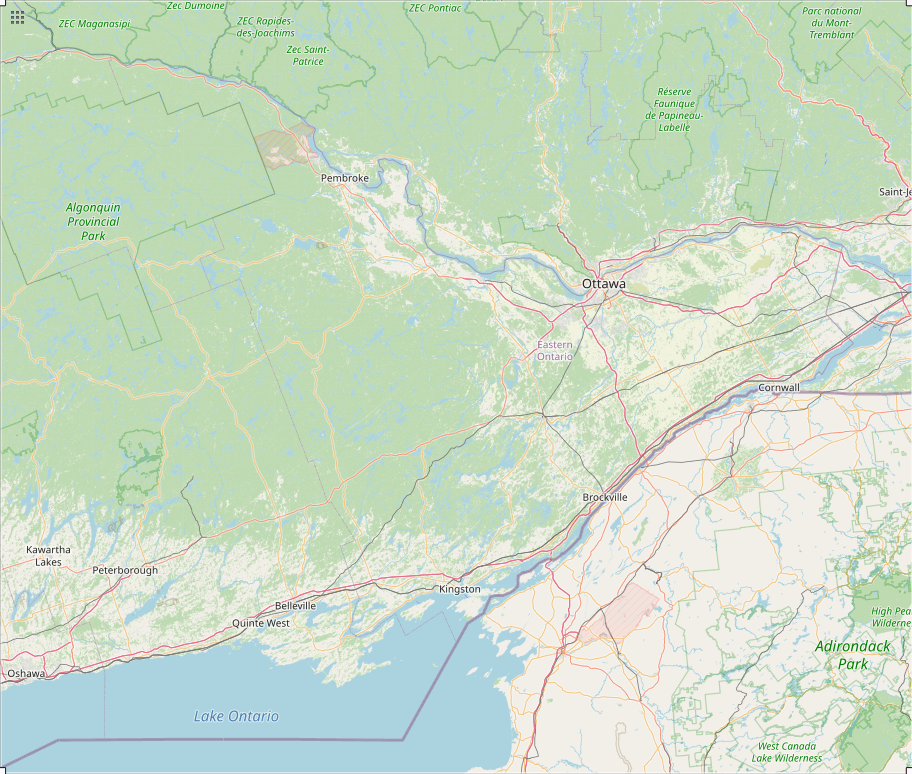 Zec Dumoine
ZEC Maganasipi
ZEC Rapides-
des-Joachims
ZEC Pontiac
Parc national
du Mont-
Tremblant
Zec Saint-
Patrice
Réserve
Faunique
de Papineau-
Labelle
Pembroke
Saint-Jé
Algonquin
Provincial
Park
Ottawa
Eastern
Ontario
Cornwall
Brockville
Kawartha
Lakes
Peterborough
Kingston
Belleville
Quinte West
High Pea
Wilderne
Adirondack
Park
Oshawa
Lake Ontario
West Canada
Lake Wilderness